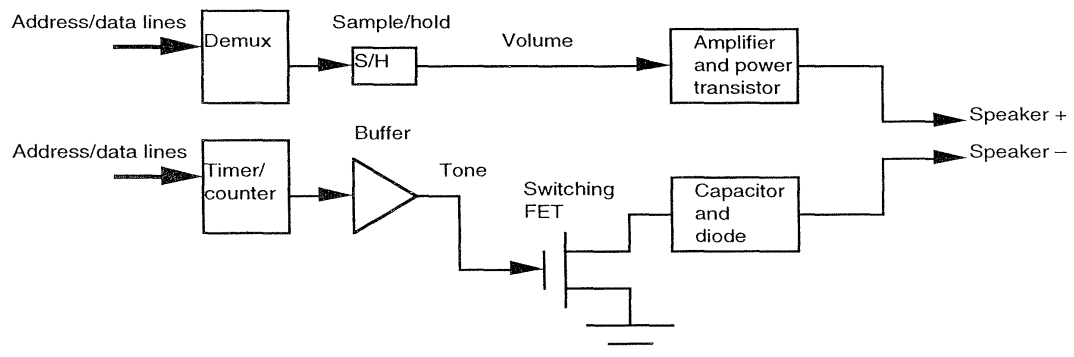 Address/data lines
Demux
Sample/hold
S/H
Volume
Amplifier
and power
transistor
Speaker +
Address/data lines
Timer/
counter
Buffer
Tone
Switching
FET
Capacitor
and
diode
Speaker –